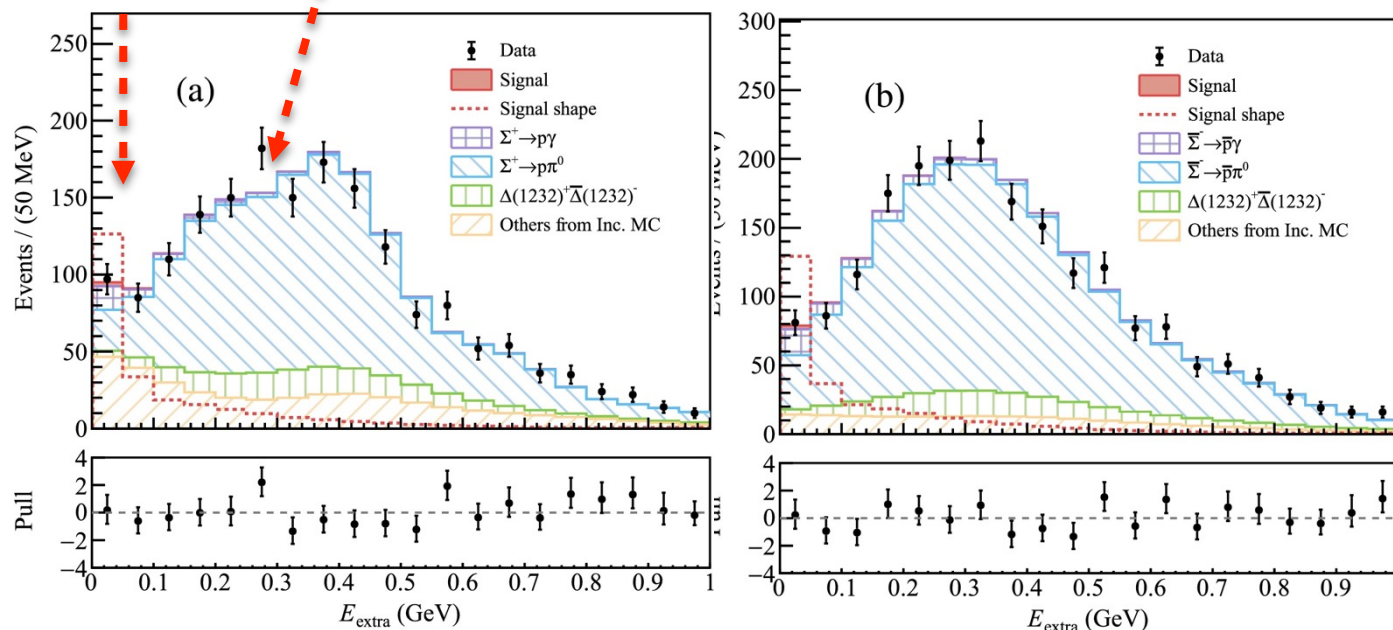 250
200
150
100
50
0
Events / (50 MeV)
(a)
Data
Signal
Signal shape
Σ⁺→pγ
Σ⁺→pπ⁰
Δ(1232)⁺Δ̅(1232)⁻
Others from Inc. MC
4
2
0
−2
−4
Pull
0 0.1 0.2 0.3 0.4 0.5 0.6 0.7 0.8 0.9 1
E_extra (GeV)
300
250
200
150
100
50
0
Events / (50 MeV)
(b)
Data
Signal
Signal shape
Σ̅⁻→p̅γ
Σ̅⁻→p̅π⁰
Δ(1232)⁺Δ̅(1232)⁻
Others from Inc. MC
4
2
0
−2
−4
0 0.1 0.2 0.3 0.4 0.5 0.6 0.7 0.8 0.9
E_extra (GeV)